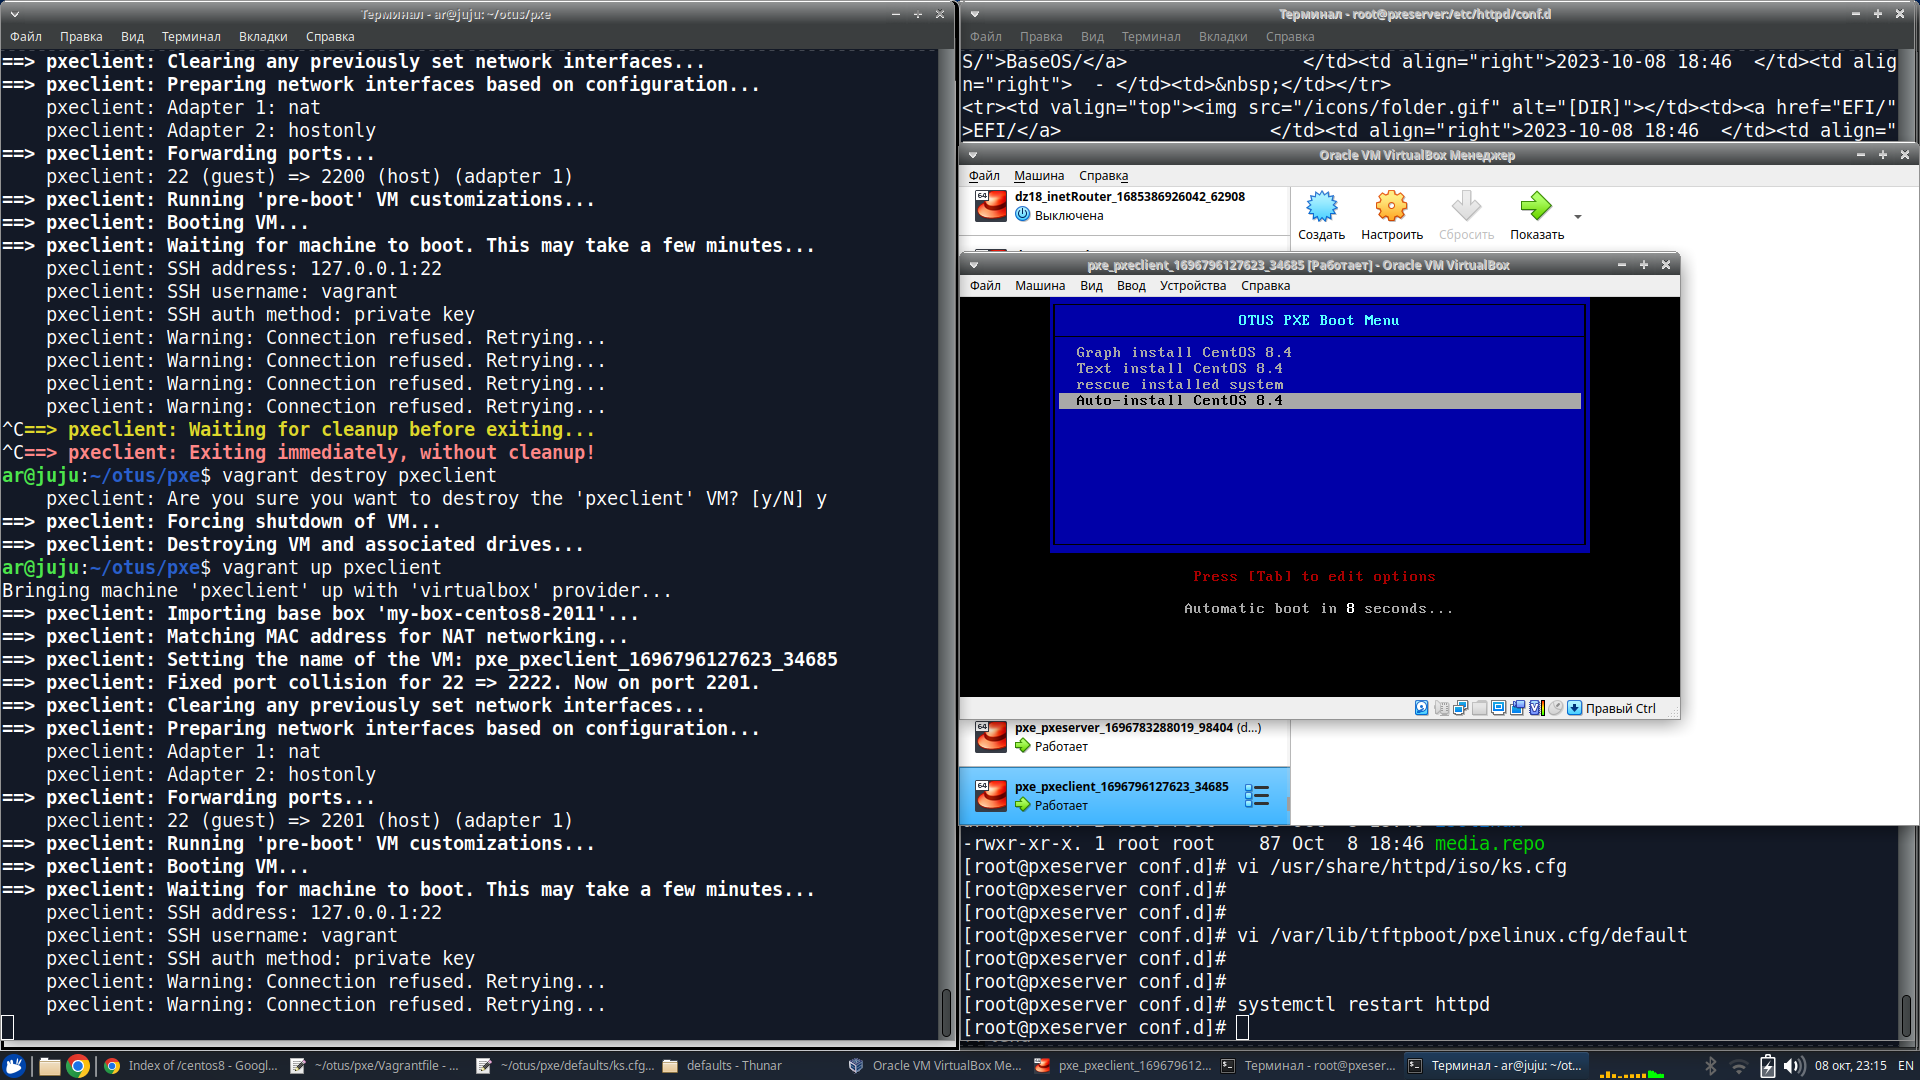 Терминал - ar@juju: ~/otus/pxe
Файл Правка Вид Терминал Вкладки Справка
==> pxeclient: Clearing any previously set network interfaces...
==> pxeclient: Preparing network interfaces based on configuration...
    pxeclient: Adapter 1: nat
    pxeclient: Adapter 2: hostonly
==> pxeclient: Forwarding ports...
    pxeclient: 22 (guest) => 2200 (host) (adapter 1)
==> pxeclient: Running 'pre-boot' VM customizations...
==> pxeclient: Booting VM...
==> pxeclient: Waiting for machine to boot. This may take a few minutes...
    pxeclient: SSH address: 127.0.0.1:22
    pxeclient: SSH username: vagrant
    pxeclient: SSH auth method: private key
    pxeclient: Warning: Connection refused. Retrying...
    pxeclient: Warning: Connection refused. Retrying...
    pxeclient: Warning: Connection refused. Retrying...
    pxeclient: Warning: Connection refused. Retrying...
^C==> pxeclient: Waiting for cleanup before exiting...
^C==> pxeclient: Exiting immediately, without cleanup!
ar@juju:~/otus/pxe$ vagrant destroy pxeclient
    pxeclient: Are you sure you want to destroy the 'pxeclient' VM? [y/N] y
==> pxeclient: Forcing shutdown of VM...
==> pxeclient: Destroying VM and associated drives...
ar@juju:~/otus/pxe$ vagrant up pxeclient
Bringing machine 'pxeclient' up with 'virtualbox' provider...
==> pxeclient: Importing base box 'my-box-centos8-2011'...
==> pxeclient: Matching MAC address for NAT networking...
==> pxeclient: Setting the name of the VM: pxe_pxeclient_1696796127623_34685
==> pxeclient: Fixed port collision for 22 => 2222. Now on port 2201.
==> pxeclient: Clearing any previously set network interfaces...
==> pxeclient: Preparing network interfaces based on configuration...
    pxeclient: Adapter 1: nat
    pxeclient: Adapter 2: hostonly
==> pxeclient: Forwarding ports...
    pxeclient: 22 (guest) => 2201 (host) (adapter 1)
==> pxeclient: Running 'pre-boot' VM customizations...
==> pxeclient: Booting VM...
==> pxeclient: Waiting for machine to boot. This may take a few minutes...
    pxeclient: SSH address: 127.0.0.1:22
    pxeclient: SSH username: vagrant
    pxeclient: SSH auth method: private key
    pxeclient: Warning: Connection refused. Retrying...
    pxeclient: Warning: Connection refused. Retrying...
Терминал - root@pxeserver:/etc/httpd/conf.d
Файл Правка Вид Терминал Вкладки Справка
S/">BaseOS/</a>                </td><td align="right">2023-10-08 18:46  </td><td alig
n="right">  - </td><td>&nbsp;</td></tr>
<tr><td valign="top"><img src="/icons/folder.gif" alt="[DIR]"></td><td><a href="EFI/"
>EFI/</a>                   </td><td align="right">2023-10-08 18:46  </td><td align="
Oracle VM VirtualBox Менеджер
Файл Машина Справка
64 dz18_inetRouter_1685386926042_62908
Выключена
Создать Настроить Сбросить Показать
pxe_pxeclient_1696796127623_34685 [Работает] - Oracle VM VirtualBox
Файл Машина Вид Ввод Устройства Справка
OTUS PXE Boot Menu
Graph install CentOS 8.4
Text install CentOS 8.4
rescue installed system
Auto-install CentOS 8.4
Press [Tab] to edit options
Automatic boot in 8 seconds...
Правый Ctrl
64 pxe_pxeserver_1696783288019_98404 (d...)
Работает
64 pxe_pxeclient_1696796127623_34685
Работает
-rwxr-xr-x. 1 root root    87 Oct  8 18:46 media.repo
[root@pxeserver conf.d]# vi /usr/share/httpd/iso/ks.cfg
[root@pxeserver conf.d]#
[root@pxeserver conf.d]#
[root@pxeserver conf.d]# vi /var/lib/tftpboot/pxelinux.cfg/default
[root@pxeserver conf.d]#
[root@pxeserver conf.d]#
[root@pxeserver conf.d]# systemctl restart httpd
[root@pxeserver conf.d]#
Index of /centos8 - Googl... ~/otus/pxe/Vagrantfile - ... ~/otus/pxe/defaults/ks.cfg... defaults - Thunar Oracle VM VirtualBox Ме... pxe_pxeclient_169679612... Терминал - root@pxeser... Терминал - ar@juju: ~/ot... 08 окт, 23:15 EN